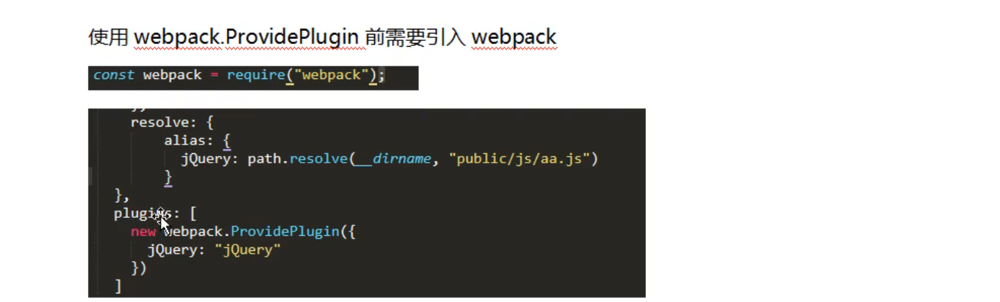 使用 webpack.ProvidePlugin 前需要引入 webpack
const webpack = require("webpack");
resolve: {
alias: {
jQuery: path.resolve(__dirname, "public/js/aa.js")
}
},
plugins: [
new webpack.ProvidePlugin({
jQuery: "jQuery"
})
]